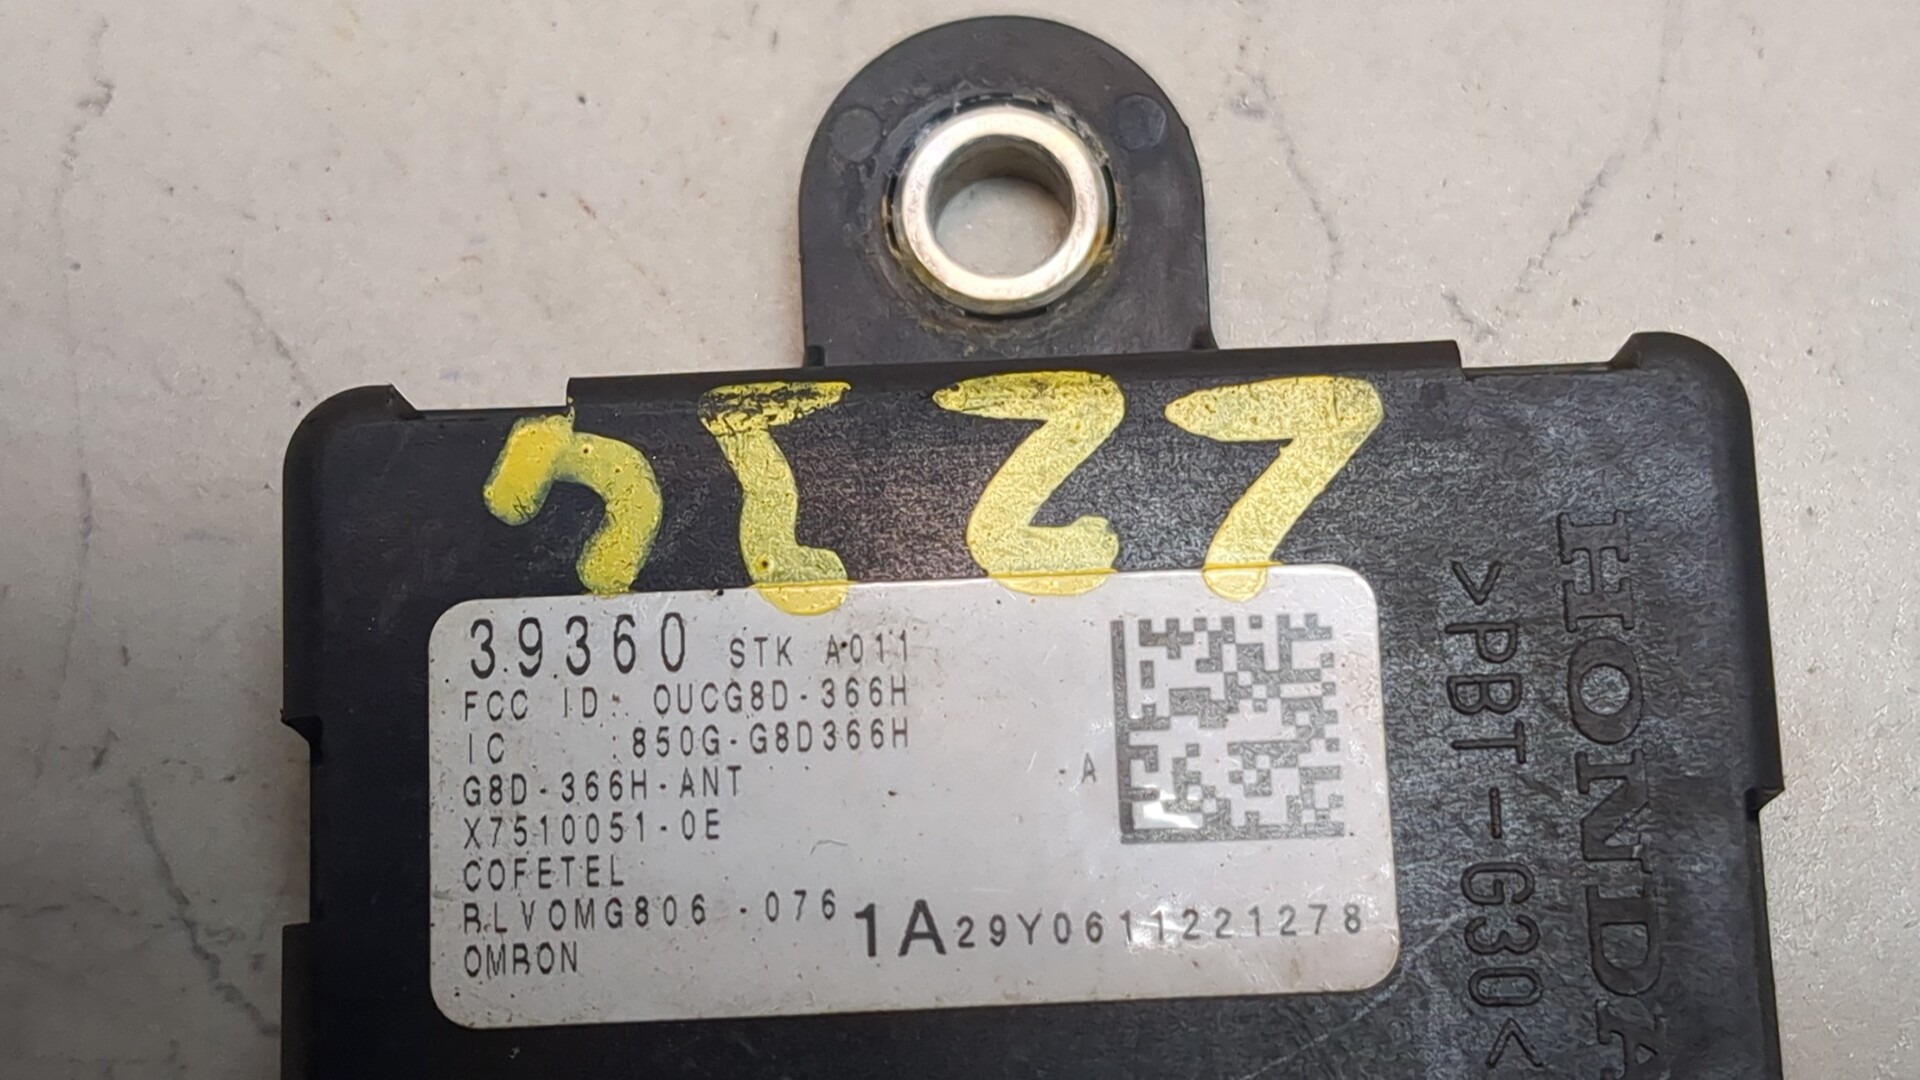 39360 STK A011
FCC ID: OUCG8D-366H
IC :850G-G8D366H
G8D-366H-ANT
X7510051-0E
COFETEL
RLVOMG806-076
OMRON
-A
1A29Y0611221278
>PBT-G30<
HONDA